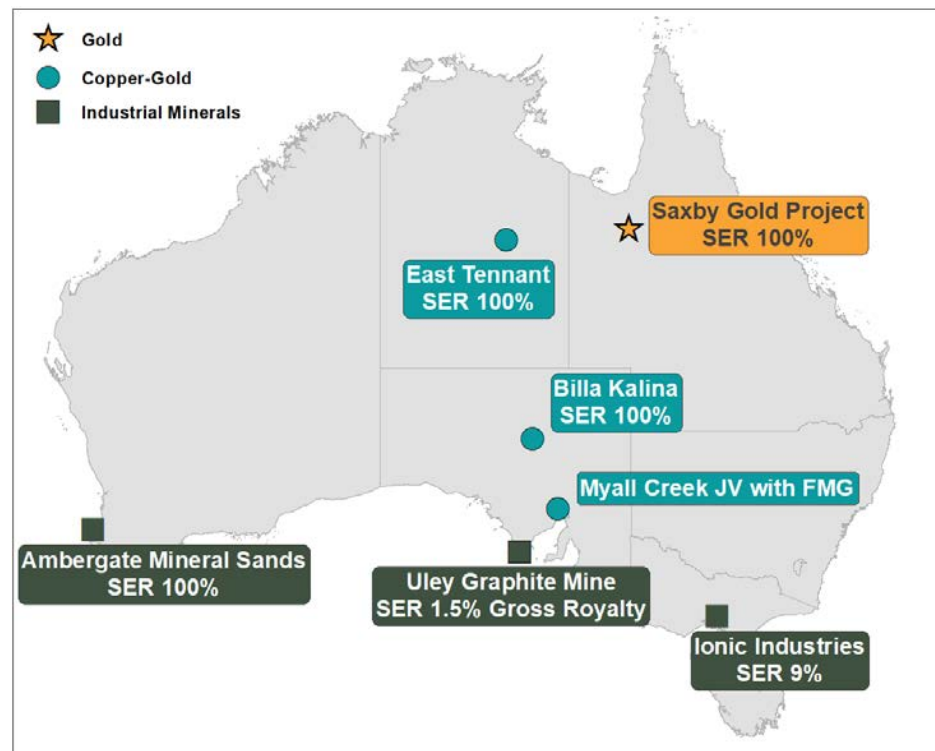 Gold
Copper-Gold
Industrial Minerals
Saxby Gold Project
SER 100%
East Tennant
SER 100%
Billa Kalina
SER 100%
Myall Creek JV with FMG
Ambergate Mineral Sands
SER 100%
Uley Graphite Mine
SER 1.5% Gross Royalty
Ionic Industries
SER 9%